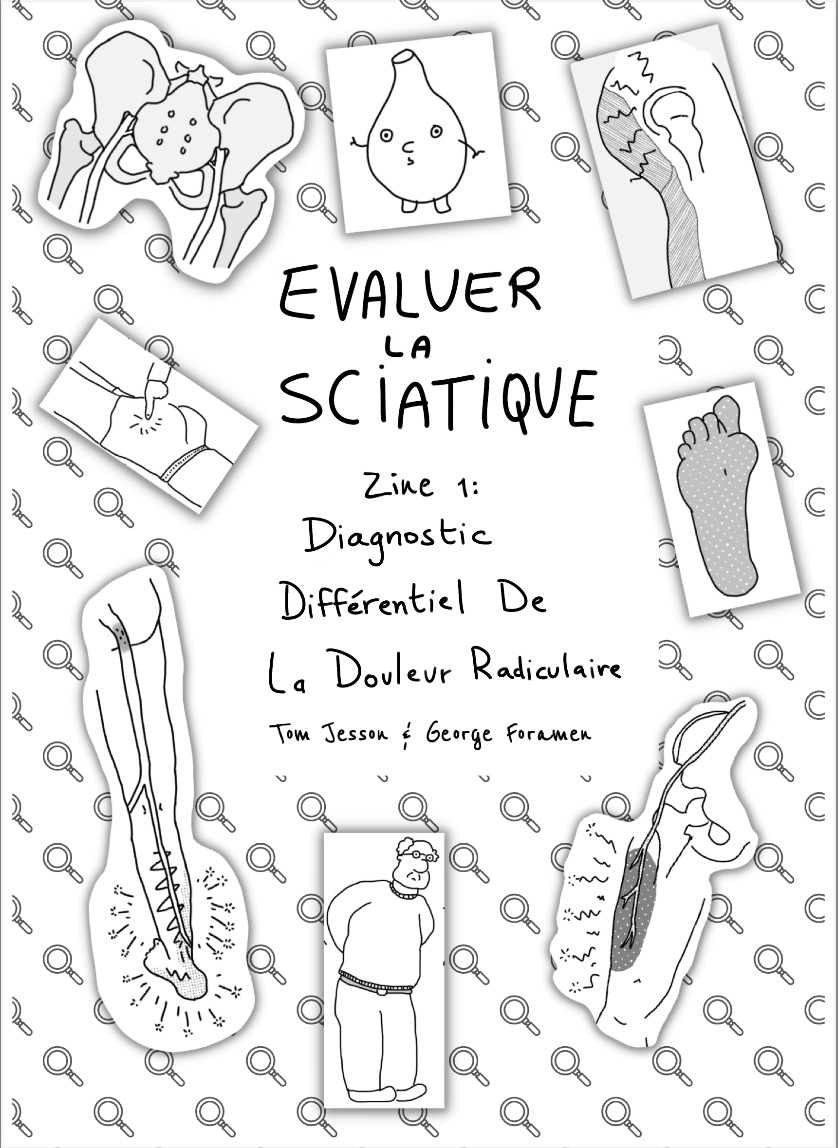 EVALUER
LA
SCIATIQUE
Zine 1:
Diagnostic
Différentiel De
La Douleur Radiculaire
Tom Jesson & George Foramen